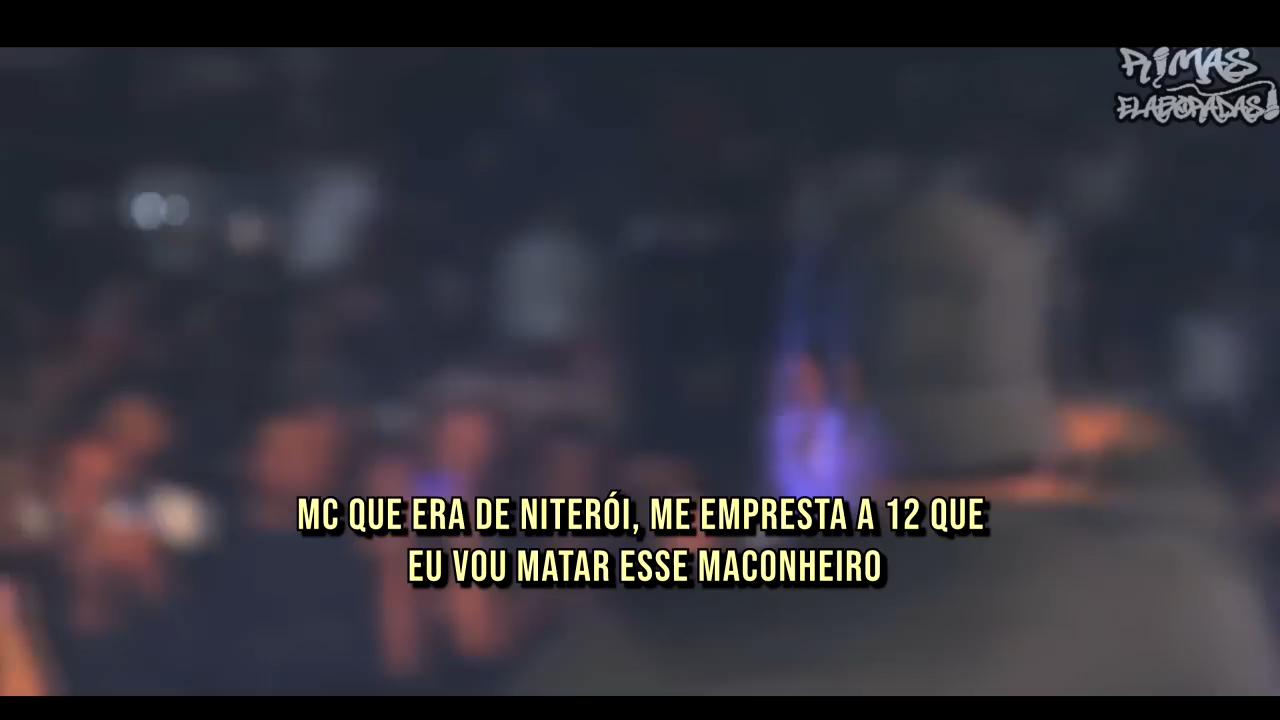 RIMAS
ELABORADAS!
MC QUE ERA DE NITERÓI, ME EMPRESTA A 12 QUE
EU VOU MATAR ESSE MACONHEIRO